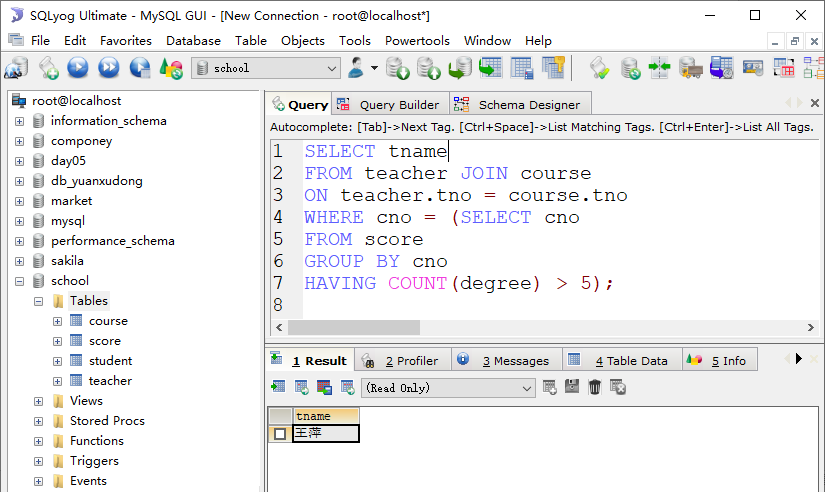 SQLyog Ultimate - MySQL GUI - [New Connection - root@localhost*]
File Edit Favorites Database Table Objects Tools Powertools Window Help
school
root@localhost
information_schema
componey
day05
db_yuanxudong
market
mysql
performance_schema
sakila
school
Tables
course
score
student
teacher
Views
Stored Procs
Functions
Triggers
Events
Query Query Builder Schema Designer
Autocomplete: [Tab]->Next Tag. [Ctrl+Space]->List Matching Tags. [Ctrl+Enter]->List All Tags.
1 SELECT tname
2 FROM teacher JOIN course
3 ON teacher.tno = course.tno
4 WHERE cno = (SELECT cno
5 FROM score
6 GROUP BY cno
7 HAVING COUNT(degree) > 5);
8
1 Result 2 Profiler 3 Messages 4 Table Data 5 Info
(Read Only)
tname
王萍